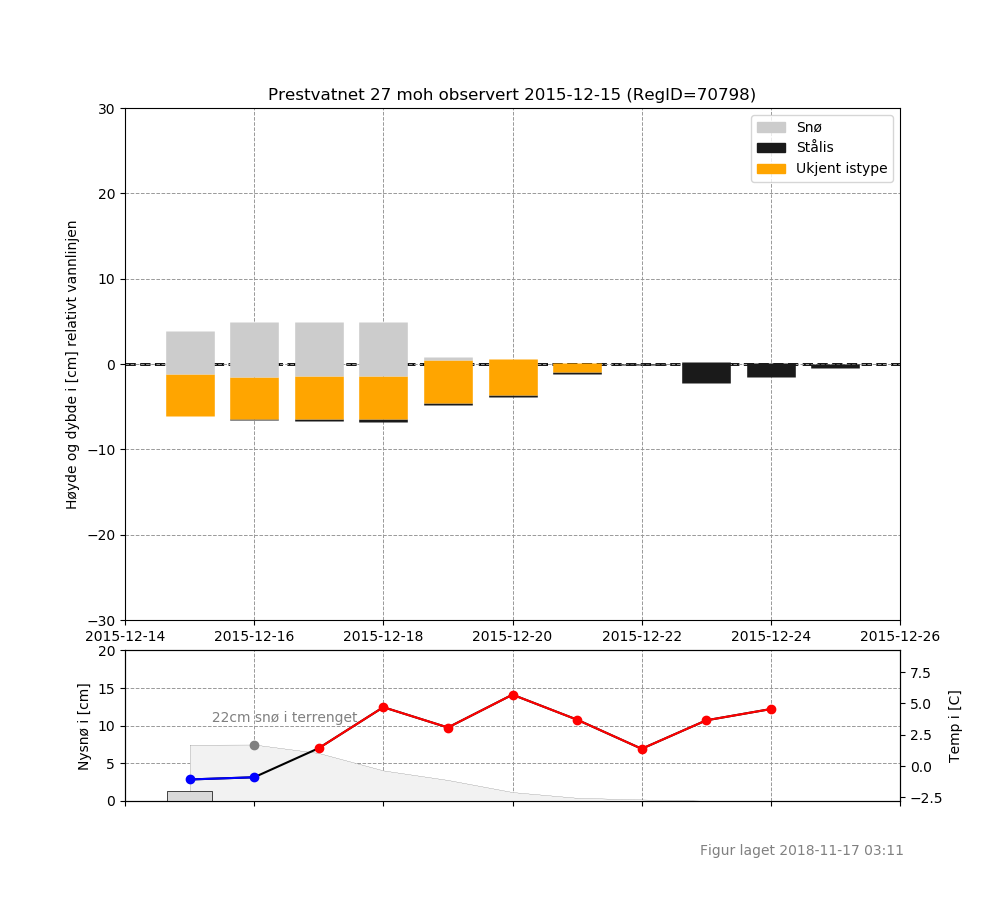 Prestvatnet 27 moh observert 2015-12-15 (RegID=70798)
Snø
Stålis
Ukjent istype
Høyde og dybde i [cm] relativt vannlinjen
30
20
10
0
−10
−20
−30
2015-12-14 2015-12-16 2015-12-18 2015-12-20 2015-12-22 2015-12-24 2015-12-26
Nysnø i [cm]
20
15
10
5
0
22cm snø i terrenget
7.5
5.0
2.5
0.0
−2.5
Temp i [C]
Figur laget 2018-11-17 03:11